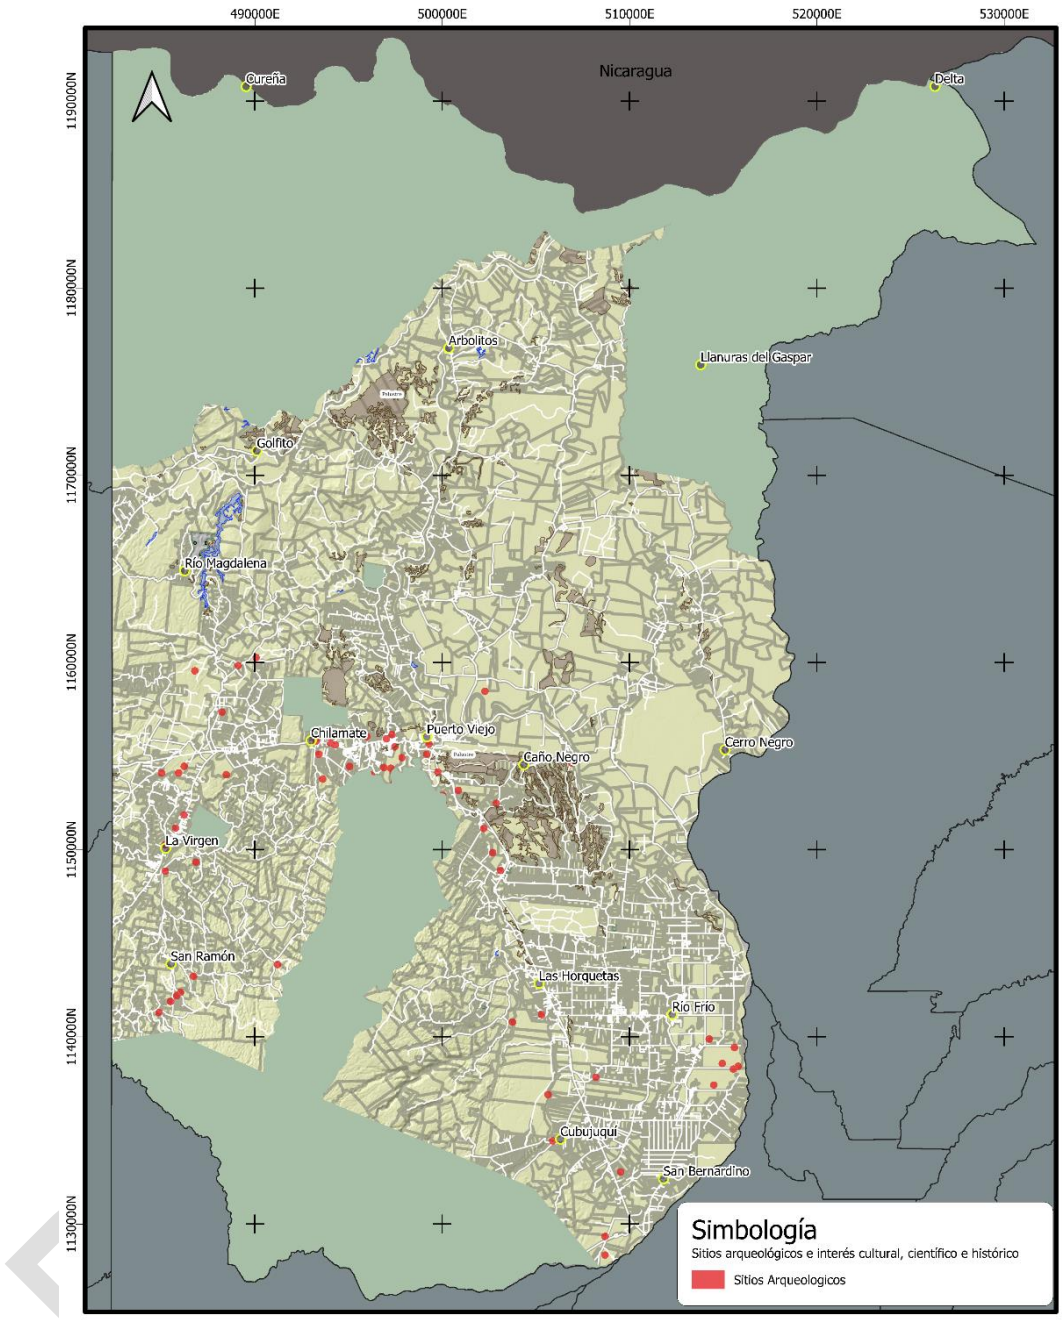 490000E 500000E 510000E 520000E 530000E
1190000N
1180000N
1170000N
1160000N
1150000N
1140000N
1130000N
Nicaragua
Cureña
Delta
Arbolitos
Llanuras del Gaspar
Palustre
Golfito
Río Magdalena
Chilamate
Puerto Viejo
Cerro Negro
Palustre
Caño Negro
La Virgen
San Ramón
Las Horquetas
Río Frío
Cubujuquí
San Bernardino
Simbología
Sitios arqueológicos e interés cultural, científico e histórico
Sitios Arqueologicos